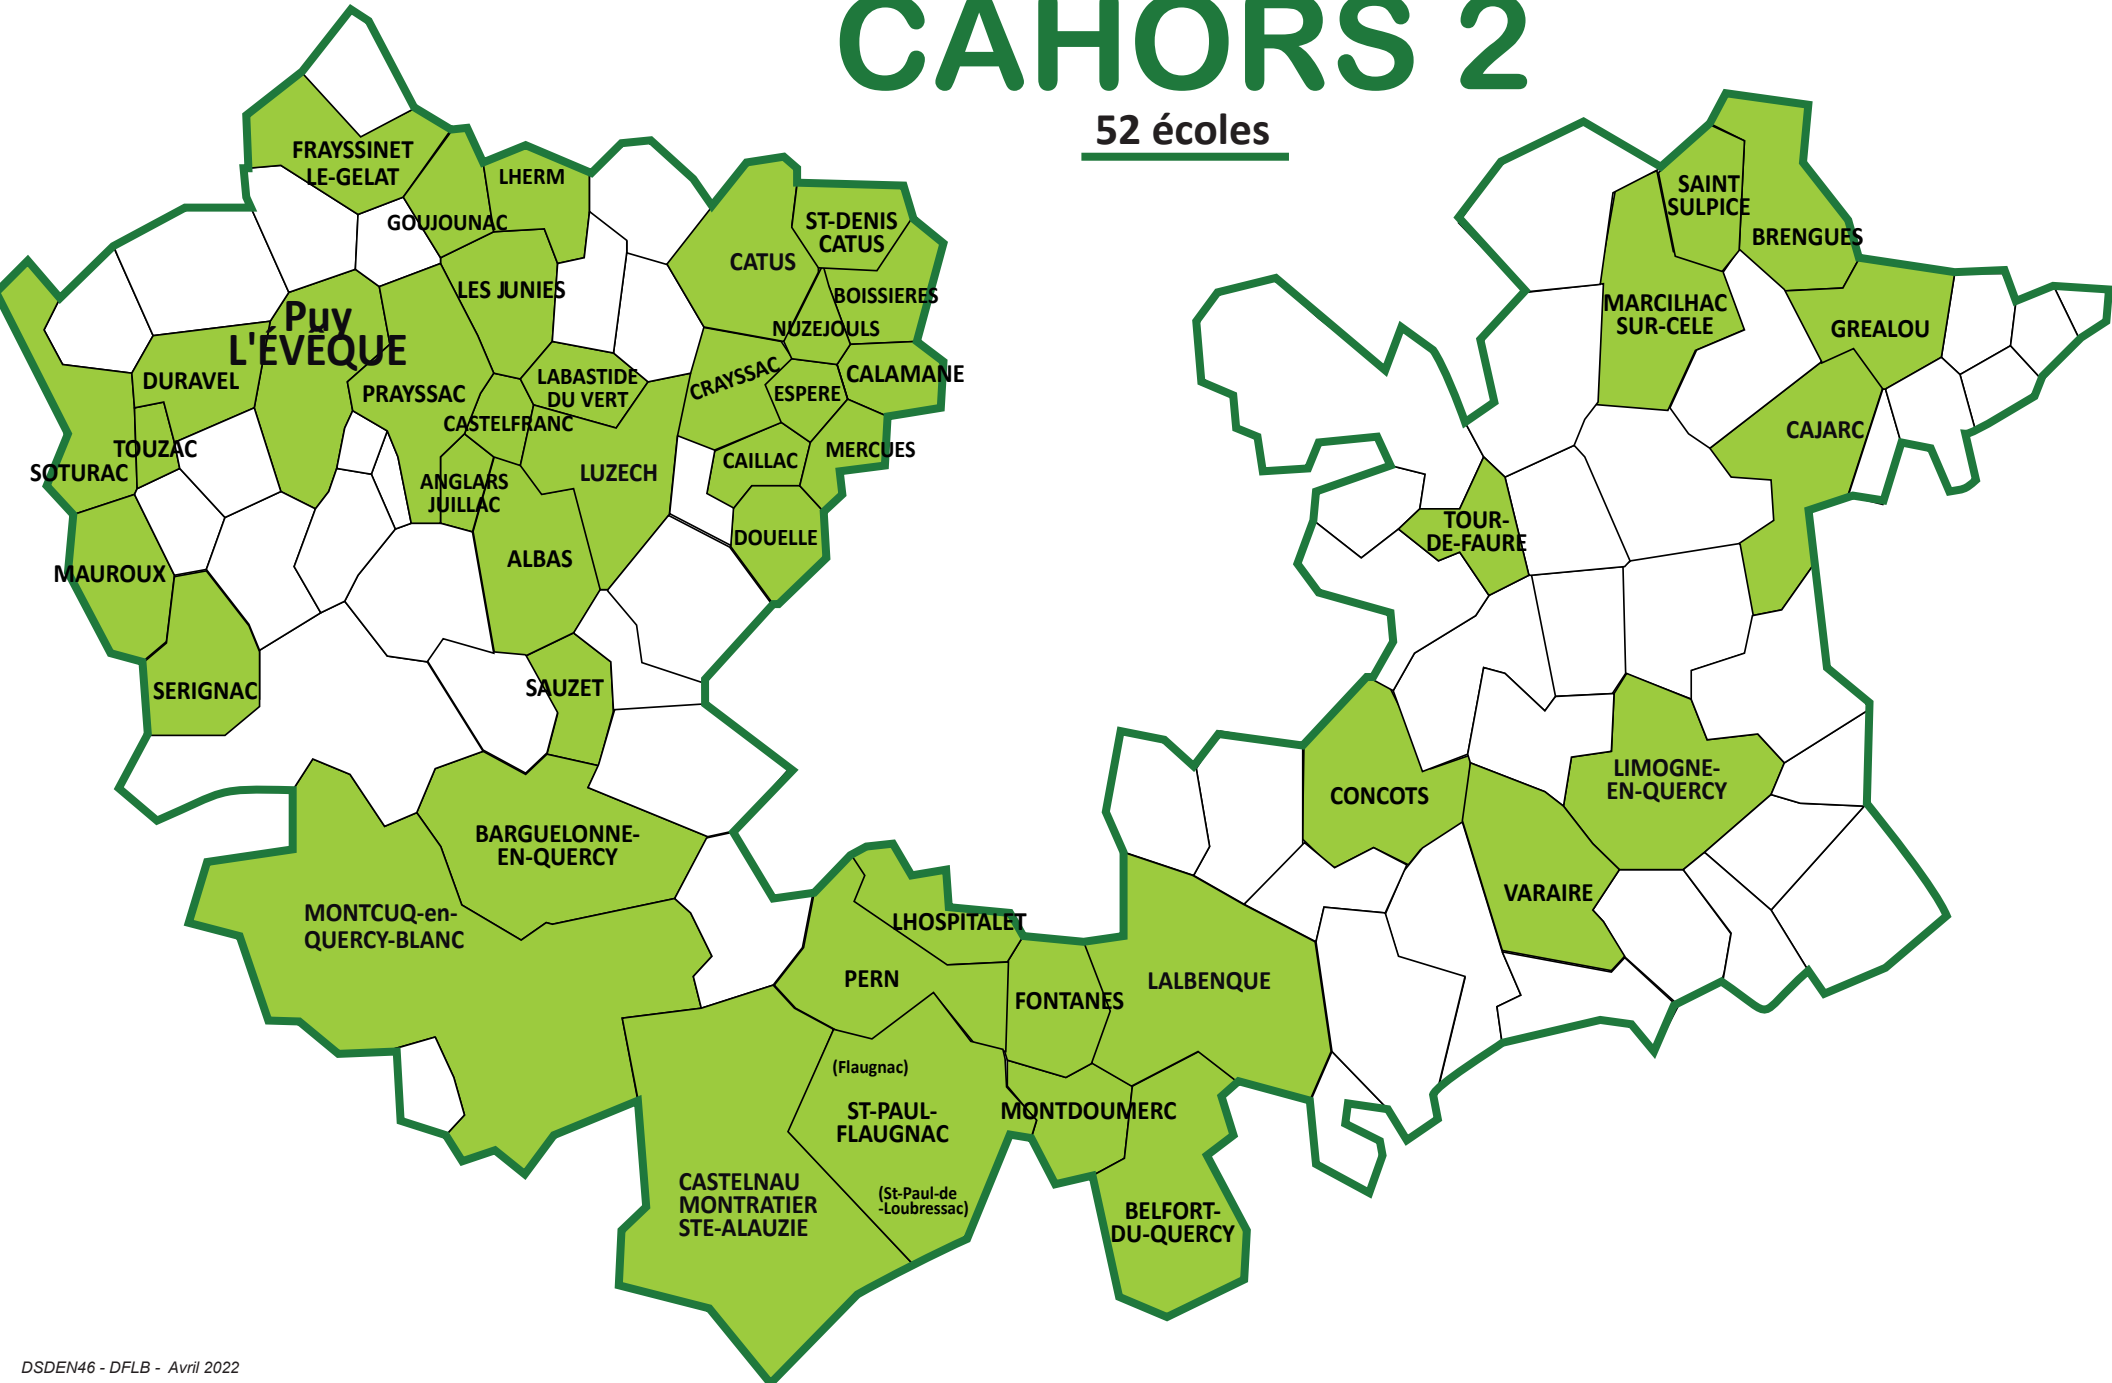 CAHORS 2
52 écoles
FRAYSSINET
LE-GELAT
LHERM
GOUJOUNAC
LES JUNIES
CATUS
ST-DENIS
CATUS
BOISSIERES
NUZEJOULS
Puy
L'ÉVÊQUE
DURAVEL
PRAYSSAC
LABASTIDE
DU VERT
CRAYSSAC
ESPERE
CALAMANE
CASTELFRANC
TOUZAC
SOTURAC
ANGLARS
JUILLAC
LUZECH
CAILLAC
MERCUES
DOUELLE
ALBAS
MAUROUX
SERIGNAC
SAUZET
BARGUELONNE-
EN-QUERCY
MONTCUQ-en-
QUERCY-BLANC
LHOSPITALET
PERN
FONTANES
LALBENQUE
(Flaugnac)
ST-PAUL-
FLAUGNAC
(St-Paul-de
-Loubressac)
MONTDOUMERC
CASTELNAU
MONTRATIER
STE-ALAUZIE
BELFORT-
DU-QUERCY
SAINT
SULPICE
BRENGUES
MARCILHAC
SUR-CELE
GREALOU
CAJARC
TOUR-
DE-FAURE
CONCOTS
LIMOGNE-
EN-QUERCY
VARAIRE
DSDEN46 - DFLB - Avril 2022